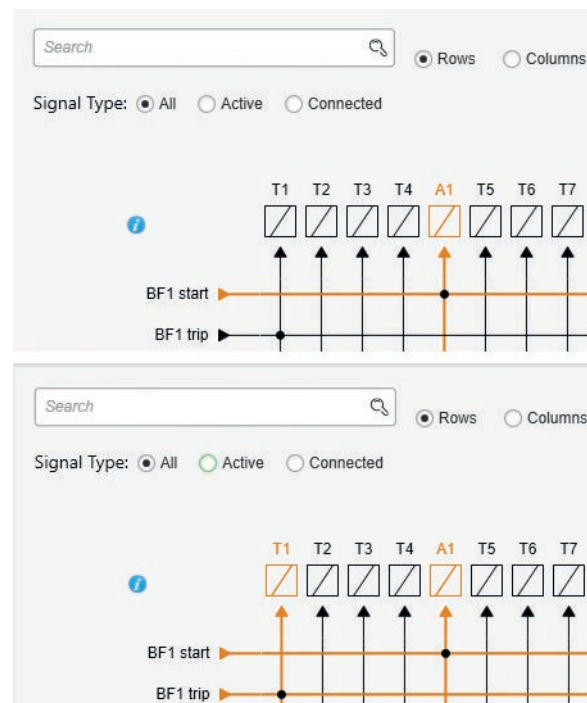 Search
Rows Columns
Signal Type: All Active Connected
T1 T2 T3 T4 A1 T5 T6 T7
BF1 start
BF1 trip
Search
Rows Columns
Signal Type: All Active Connected
T1 T2 T3 T4 A1 T5 T6 T7
BF1 start
BF1 trip